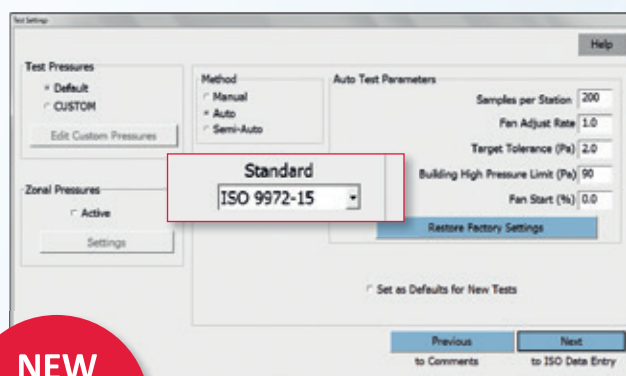 Test Settings
Help
Test Pressures
Default
CUSTOM
Edit Custom Pressures
Zonal Pressures
Active
Settings
Method
Manual
Auto
Semi-Auto
Standard
ISO 9972-15
Auto Test Parameters
Samples per Station 200
Fan Adjust Rate 1.0
Target Tolerance (Pa) 2.0
Building High Pressure Limit (Pa) 90
Fan Start (%) 0.0
Restore Factory Settings
Set as Defaults for New Tests
Previous
to Comments
Next
to ISO Data Entry
NEW